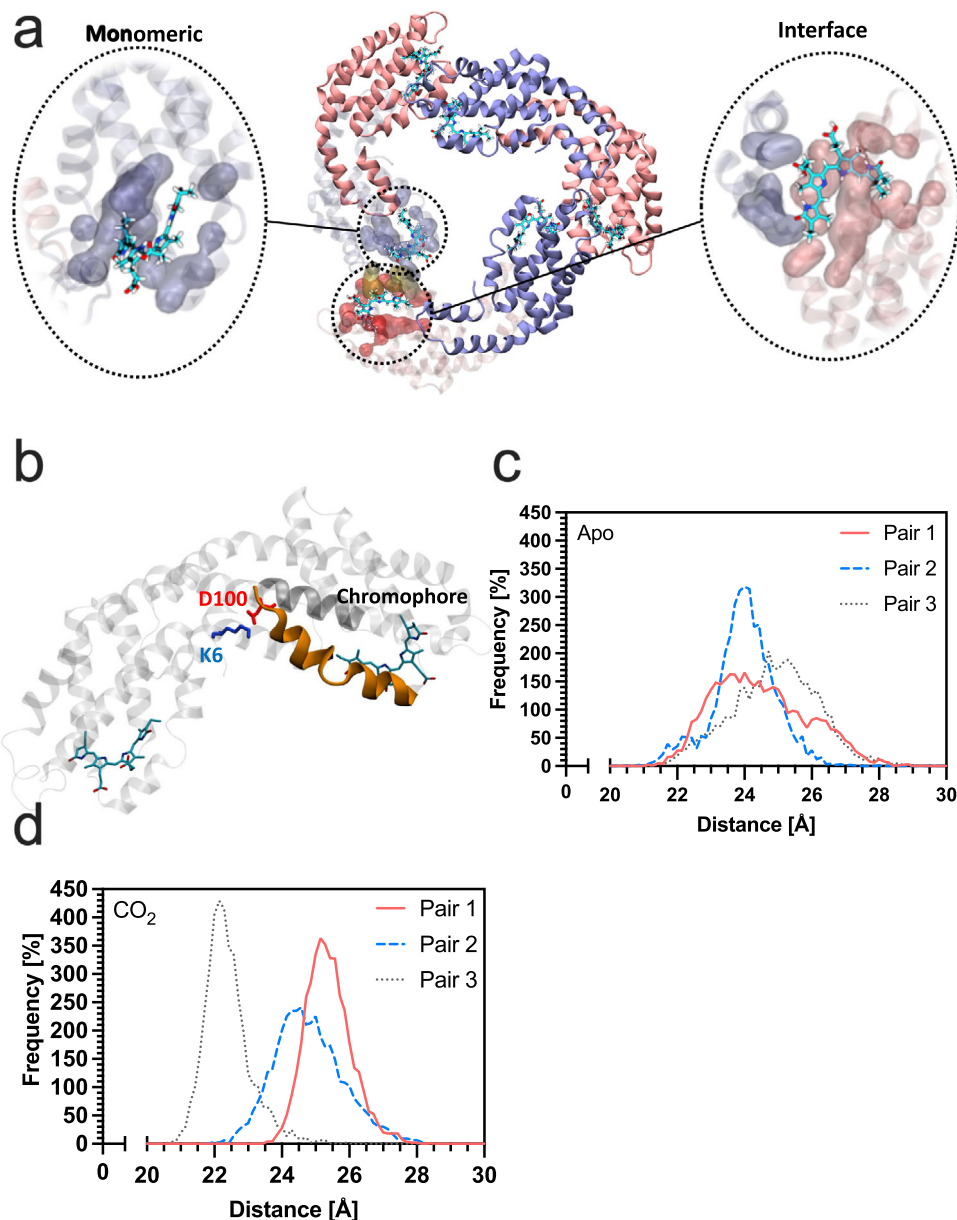 a
Monomeric
Interface
b
D100
K6
Chromophore
c
Apo
Pair 1
Pair 2
Pair 3
Frequency [%]
450
400
350
300
250
200
150
100
50
0
0 20 22 24 26 28 30
Distance [Å]
d
CO₂
Pair 1
Pair 2
Pair 3
Frequency [%]
450
400
350
300
250
200
150
100
50
0
0 20 22 24 26 28 30
Distance [Å]